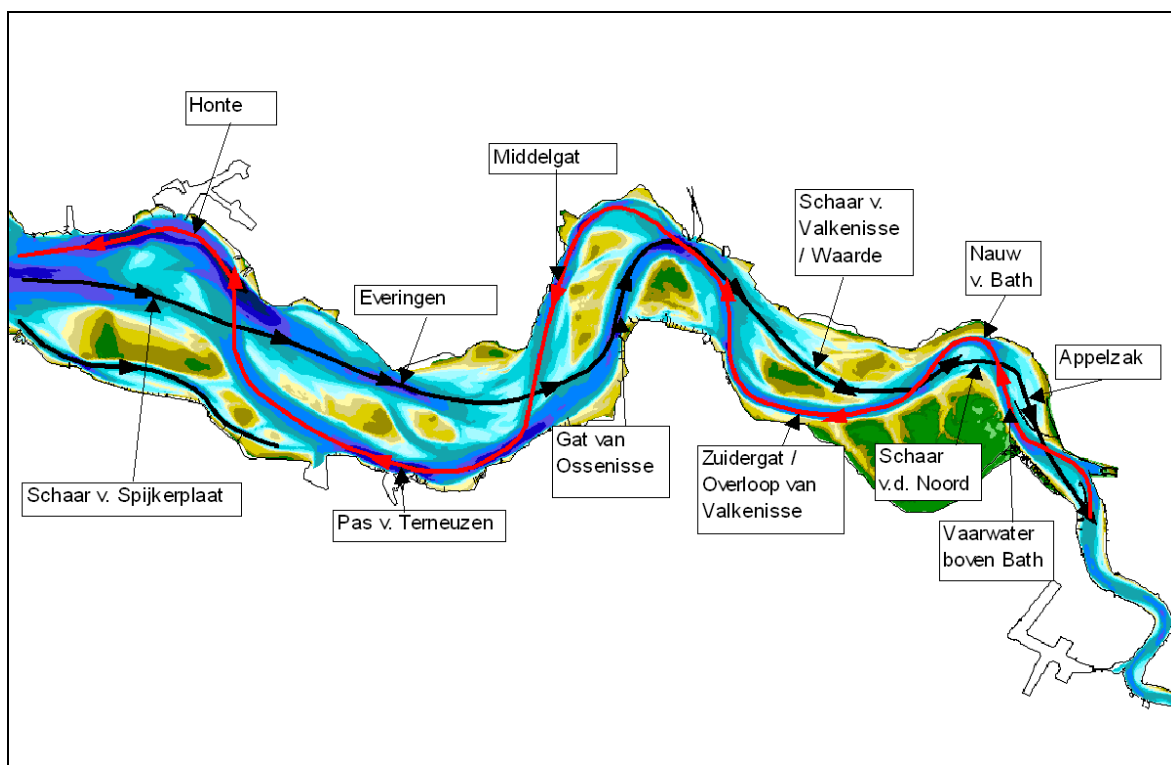 Honte
Middelgat
Schaar v.
Valkenisse
/ Waarde
Nauw
v. Bath
Everingen
Appelzak
Schaar v. Spijkerplaat
Pas v. Terneuzen
Gat van
Ossenisse
Zuidergat /
Overloop van
Valkenisse
Schaar
v.d. Noord
Vaarwater
boven Bath